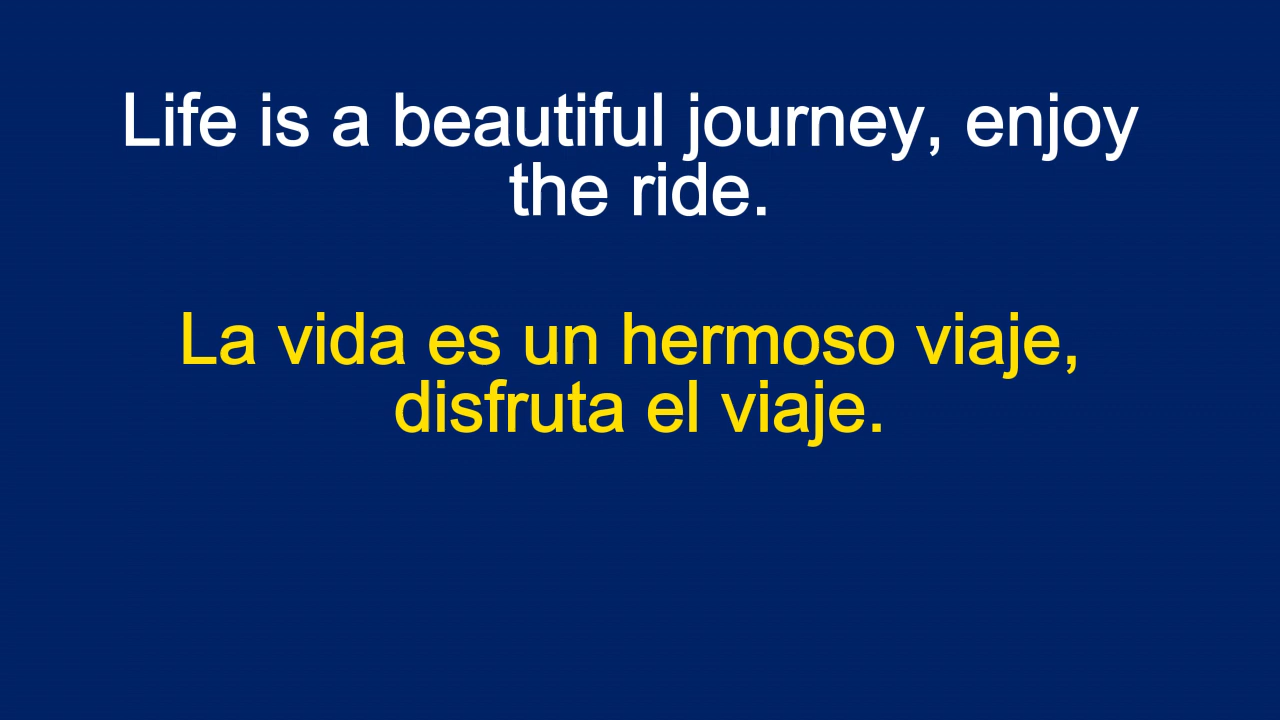 Life is a beautiful journey, enjoy
the ride.
La vida es un hermoso viaje,
disfruta el viaje.